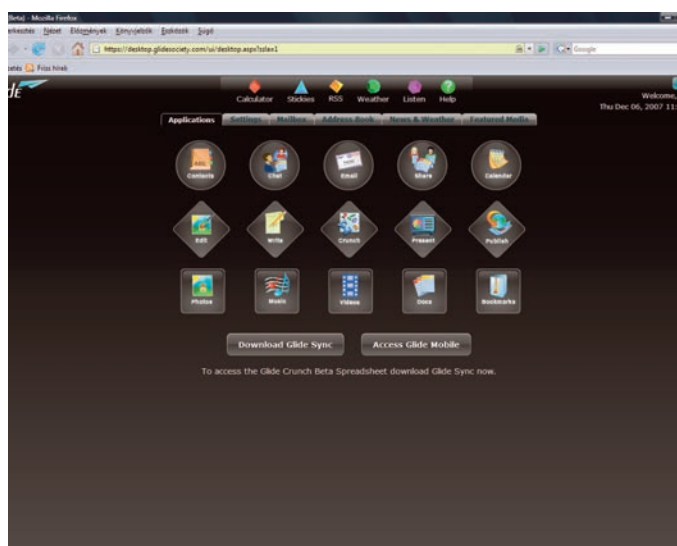 Beta] - Mozilla Firefox
erkesztés Nézet Előzmények Könyvjelzők Eszközök Súgó
https://desktop.glidesociety.com/ui/desktop.aspx?sslax1
Google
Friss hírek
Calculator Stickies RSS Weather Listen Help
Welcome,
Thu Dec 06, 2007 11:
Applications Settings Mailbox Address Book News & Weather Featured Media
Contacts Chat Email Share Calendar
Edit Write Crunch Present Publish
Photos Music Videos Docs Bookmarks
Download Glide Sync Access Glide Mobile
To access the Glide Crunch Beta Spreadsheet download Glide Sync now.